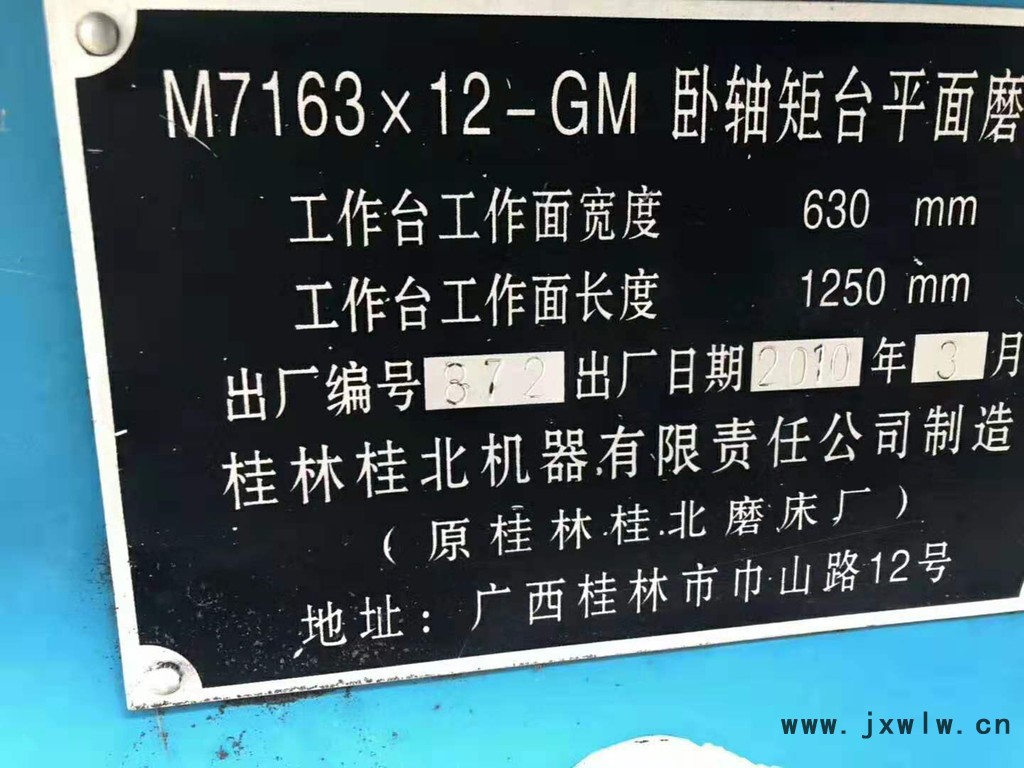 M7163×12-GM 卧轴矩台平面磨
工作台工作面宽度 630 mm
工作台工作面长度 1250 mm
出厂编号 372 出厂日期 2010 年 3 月
桂林桂北机器有限责任公司制造
(原桂林桂北磨床厂)
地址:广西桂林市巾山路12号
www.jxwlw.cn